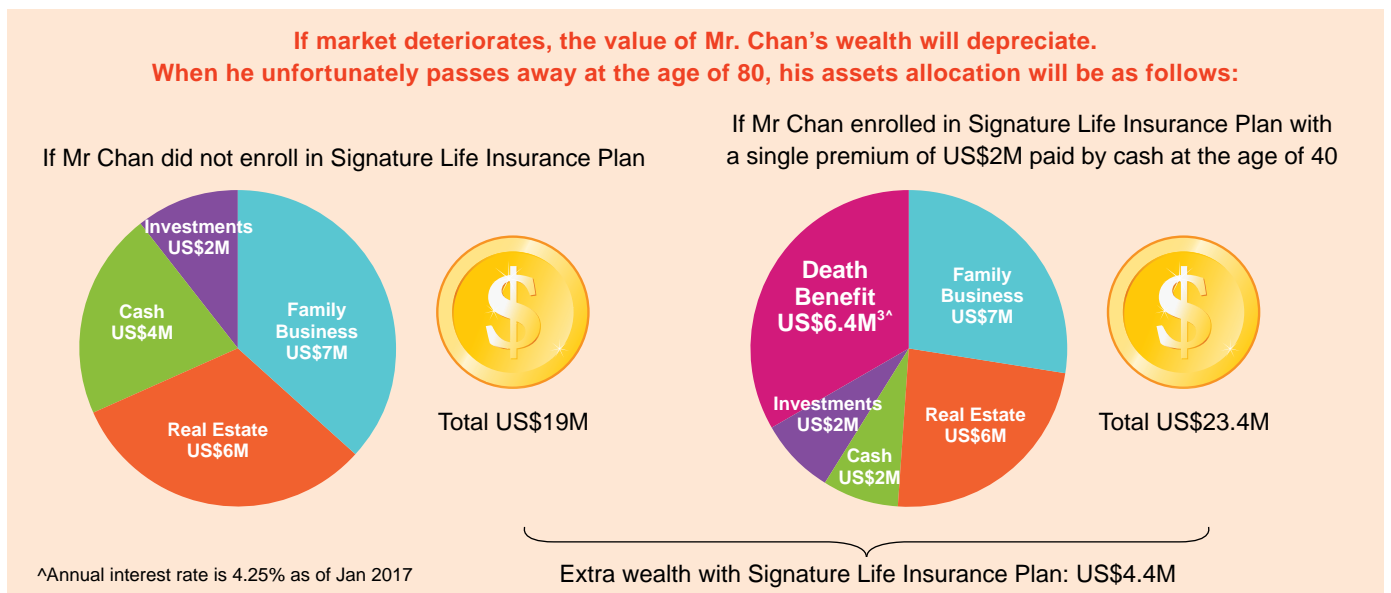 If market deteriorates, the value of Mr. Chan's wealth will depreciate.
When he unfortunately passes away at the age of 80, his assets allocation will be as follows:
If Mr Chan did not enroll in Signature Life Insurance Plan
Investments
US$2M
Cash
US$4M
Family
Business
US$7M
Real Estate
US$6M
$
Total US$19M
If Mr Chan enrolled in Signature Life Insurance Plan with
a single premium of US$2M paid by cash at the age of 40
Death
Benefit
US$6.4M³^
Family
Business
US$7M
Investments
US$2M
Cash
US$2M
Real Estate
US$6M
$
Total US$23.4M
^Annual interest rate is 4.25% as of Jan 2017
Extra wealth with Signature Life Insurance Plan: US$4.4M